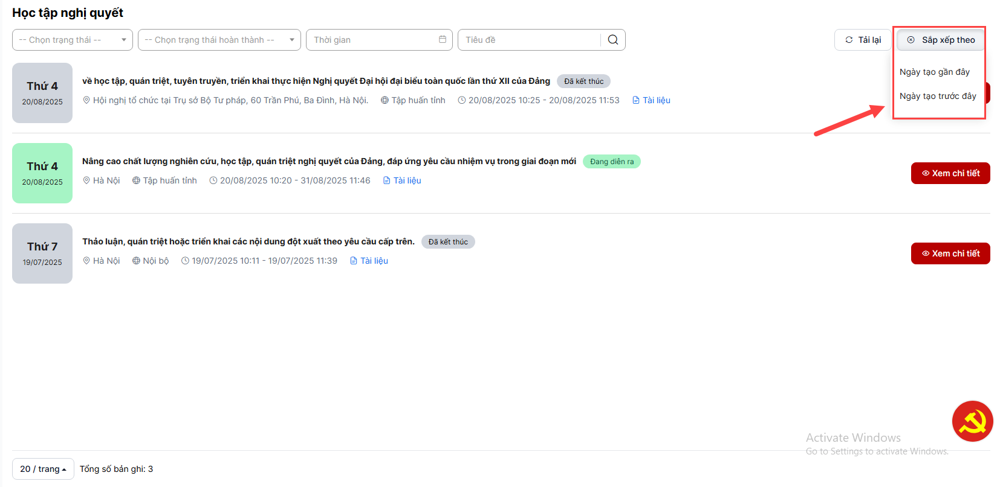 Học tập nghị quyết
-- Chọn trạng thái --
-- Chọn trạng thái hoàn thành --
Thời gian
Tiêu đề
Tải lại
Sắp xếp theo
Ngày tạo gần đây
Ngày tạo trước đây
Thứ 4
20/08/2025
về học tập, quán triệt, tuyên truyền, triển khai thực hiện Nghị quyết Đại hội đại biểu toàn quốc lần thứ XII của Đảng
Đã kết thúc
Hội nghị tổ chức tại Trụ sở Bộ Tư pháp, 60 Trần Phú, Ba Đình, Hà Nội.
Tập huấn tỉnh
20/08/2025 10:25 - 20/08/2025 11:53
Tài liệu
Thứ 4
20/08/2025
Nâng cao chất lượng nghiên cứu, học tập, quán triệt nghị quyết của Đảng, đáp ứng yêu cầu nhiệm vụ trong giai đoạn mới
Đang diễn ra
Hà Nội
Tập huấn tỉnh
20/08/2025 10:20 - 31/08/2025 11:46
Tài liệu
Xem chi tiết
Thứ 7
19/07/2025
Thảo luận, quán triệt hoặc triển khai các nội dung đột xuất theo yêu cầu cấp trên.
Đã kết thúc
Hà Nội
Nội bộ
19/07/2025 10:11 - 19/07/2025 11:39
Tài liệu
Xem chi tiết
Activate Windows
Go to Settings to activate Windows.
20 / trang
Tổng số bản ghi: 3